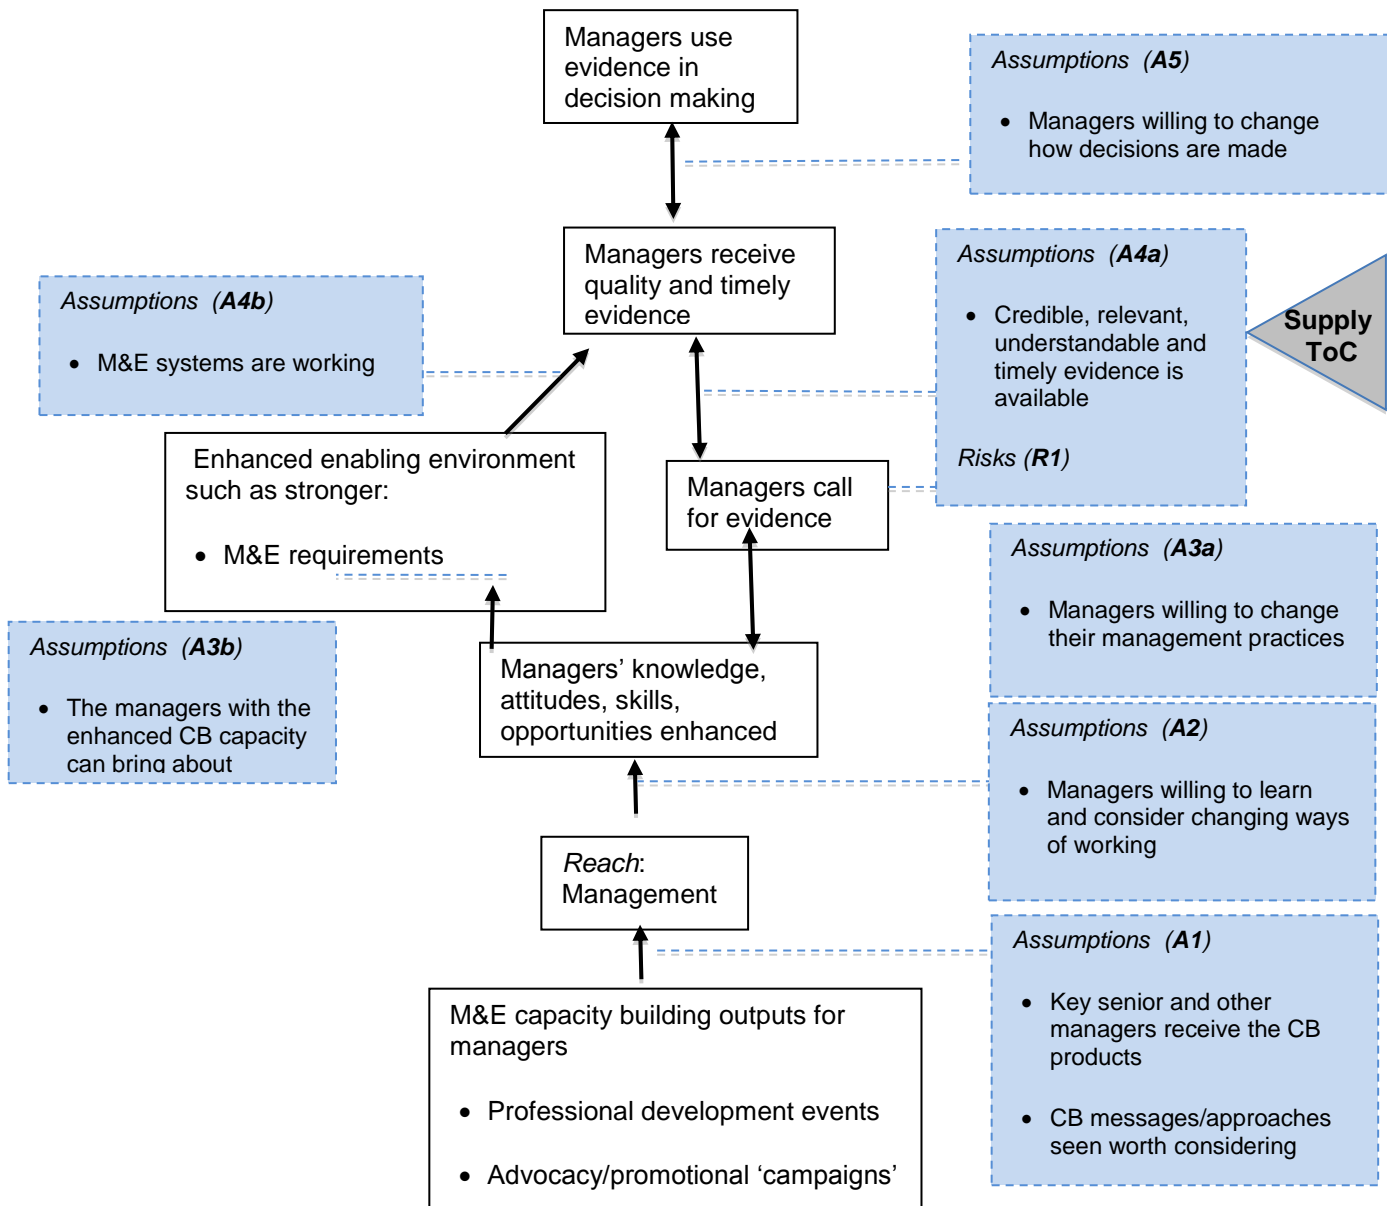 Managers use
evidence in
decision making
Assumptions (A5)
• Managers willing to change
how decisions are made
Managers receive
quality and timely
evidence
Assumptions (A4a)
• Credible, relevant,
understandable and
timely evidence is
available
Risks (R1)
Supply
ToC
Assumptions (A4b)
• M&E systems are working
Enhanced enabling environment
such as stronger:
• M&E requirements
Managers call
for evidence
Assumptions (A3a)
• Managers willing to change
their management practices
Assumptions (A3b)
• The managers with the
enhanced CB capacity
can bring about
Managers’ knowledge,
attitudes, skills,
opportunities enhanced
Assumptions (A2)
• Managers willing to learn
and consider changing ways
of working
Reach:
Management
Assumptions (A1)
• Key senior and other
managers receive the CB
products
• CB messages/approaches
seen worth considering
M&E capacity building outputs for
managers
• Professional development events
• Advocacy/promotional ‘campaigns’